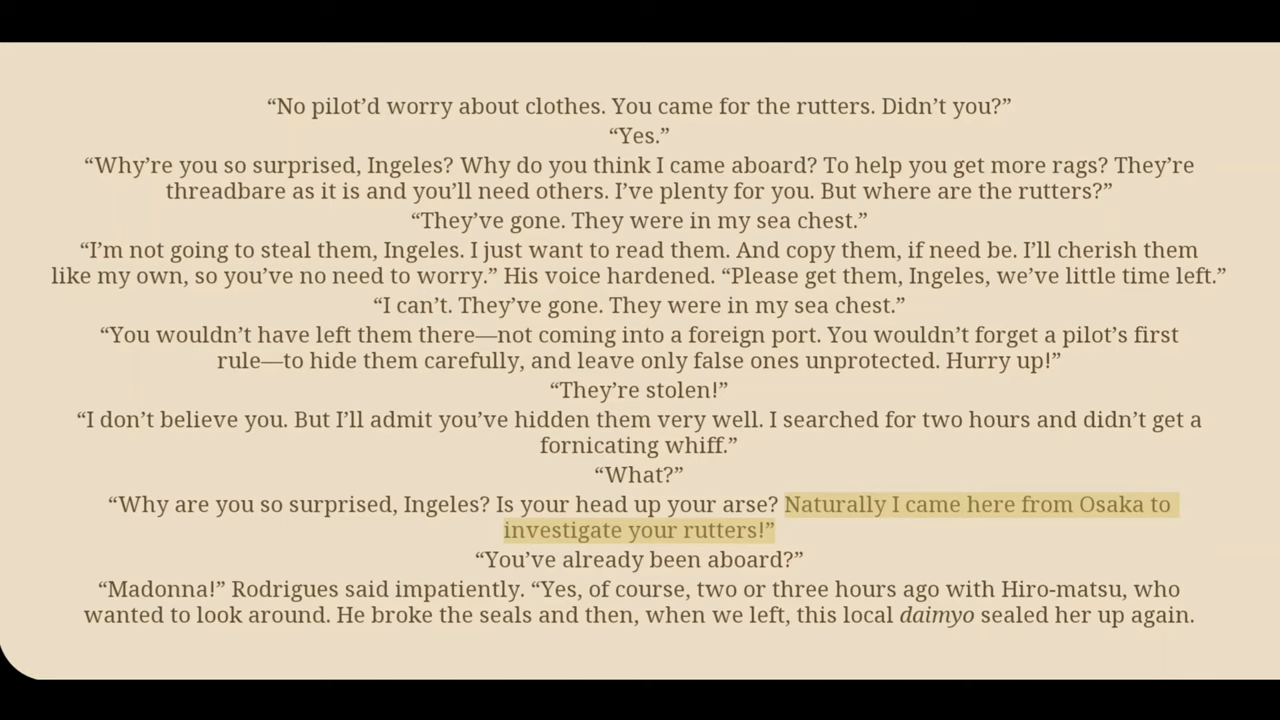 “No pilot’d worry about clothes. You came for the rutters. Didn’t you?”
“Yes.”
“Why’re you so surprised, Ingeles? Why do you think I came aboard? To help you get more rags? They’re
threadbare as it is and you’ll need others. I’ve plenty for you. But where are the rutters?”
“They’ve gone. They were in my sea chest.”
“I’m not going to steal them, Ingeles. I just want to read them. And copy them, if need be. I’ll cherish them
like my own, so you’ve no need to worry.” His voice hardened. “Please get them, Ingeles, we’ve little time left.”
“I can’t. They’ve gone. They were in my sea chest.”
“You wouldn’t have left them there—not coming into a foreign port. You wouldn’t forget a pilot’s first
rule—to hide them carefully, and leave only false ones unprotected. Hurry up!”
“They’re stolen!”
“I don’t believe you. But I’ll admit you’ve hidden them very well. I searched for two hours and didn’t get a
fornicating whiff.”
“What?”
“Why are you so surprised, Ingeles? Is your head up your arse? Naturally I came here from Osaka to
investigate your rutters!”
“You’ve already been aboard?”
“Madonna!” Rodrigues said impatiently. “Yes, of course, two or three hours ago with Hiro-matsu, who
wanted to look around. He broke the seals and then, when we left, this local daimyo sealed her up again.